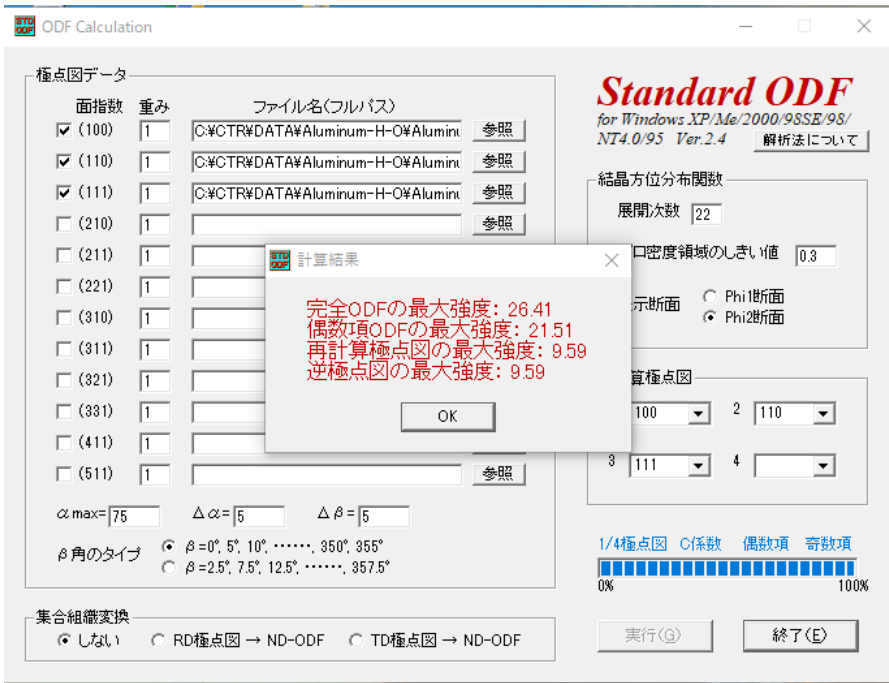 ODF Calculation
極点図データ
面指数 重み ファイル名(フルパス)
(100) 1 C:¥CTR¥DATA¥Aluminum-H-O¥Alumin 参照
(110) 1 C:¥CTR¥DATA¥Aluminum-H-O¥Alumin 参照
(111) 1 C:¥CTR¥DATA¥Aluminum-H-O¥Alumin 参照
(210) 1 参照
(211) 1
(221) 1
(310) 1
(311) 1
(321) 1
(331) 1
(411) 1
(511) 1 参照
αmax= 75 Δα= 5 Δβ= 5
β角のタイプ
β=0°, 5°, 10°, ‥‥‥, 350°, 355°
β=2.5°, 7.5°, 12.5°, ‥‥‥, 357.5°
集合組織変換
しない RD極点図 → ND-ODF TD極点図 → ND-ODF
STD ODF 計算結果
完全ODFの最大強度: 26.41
偶数項ODFの最大強度: 21.51
再計算極点図の最大強度: 9.59
逆極点図の最大強度: 9.59
OK
Standard ODF
for Windows XP/Me/2000/98SE/98/
NT4.0/95 Ver.2.4 解析法について
結晶方位分布関数
展開次数 22
ロ密度領域のしきい値 0.3
示断面 Phi1断面
Phi2断面
算極点図
100 2 110
3 111 4
1/4極点図 C係数 偶数項 奇数項
0% 100%
実行(G) 終了(E)